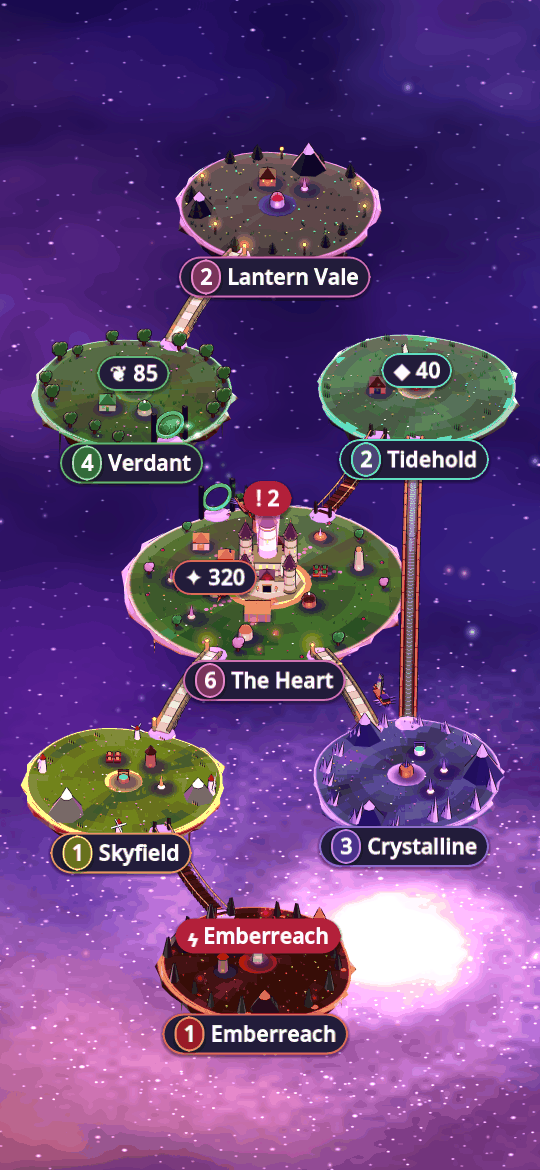 2 Lantern Vale
85
40
4 Verdant
2 Tidehold
! 2
320
6 The Heart
1 Skyfield
3 Crystalline
Emberreach
1 Emberreach